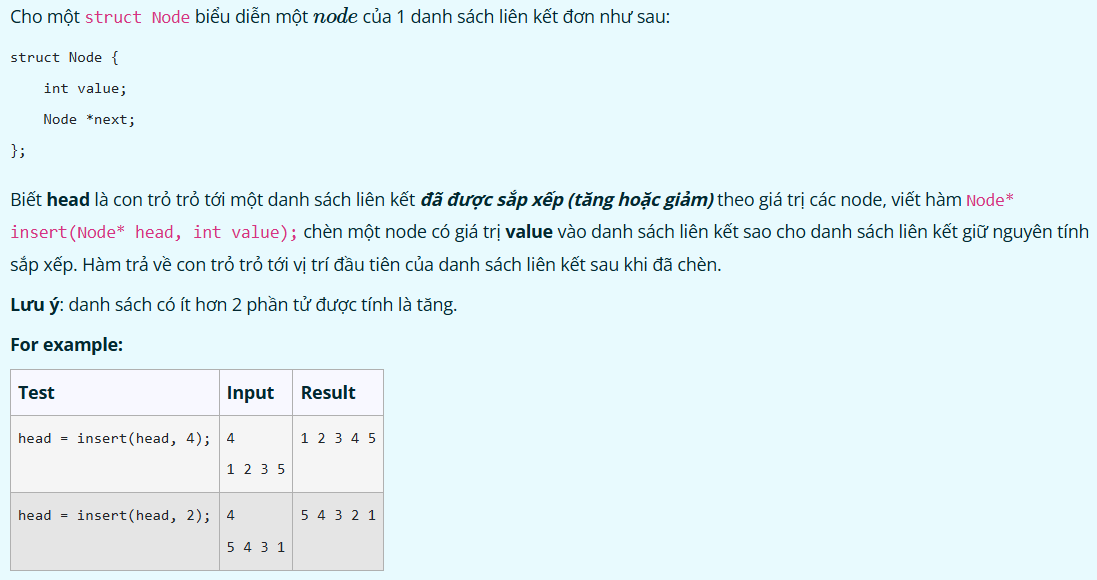 Cho một struct Node biểu diễn một node của 1 danh sách liên kết đơn như sau:
struct Node {
    int value;
    Node *next;
};
Biết head là con trỏ trỏ tới một danh sách liên kết đã được sắp xếp (tăng hoặc giảm) theo giá trị các node, viết hàm Node*
insert(Node* head, int value); chèn một node có giá trị value vào danh sách liên kết sao cho danh sách liên kết giữ nguyên tính
sắp xếp. Hàm trả về con trỏ trỏ tới vị trí đầu tiên của danh sách liên kết sau khi đã chèn.
Lưu ý: danh sách có ít hơn 2 phần tử được tính là tăng.
For example:
Test Input Result
head = insert(head, 4); 4 1 2 3 4 5
1 2 3 5
head = insert(head, 2); 4 5 4 3 2 1
5 4 3 1